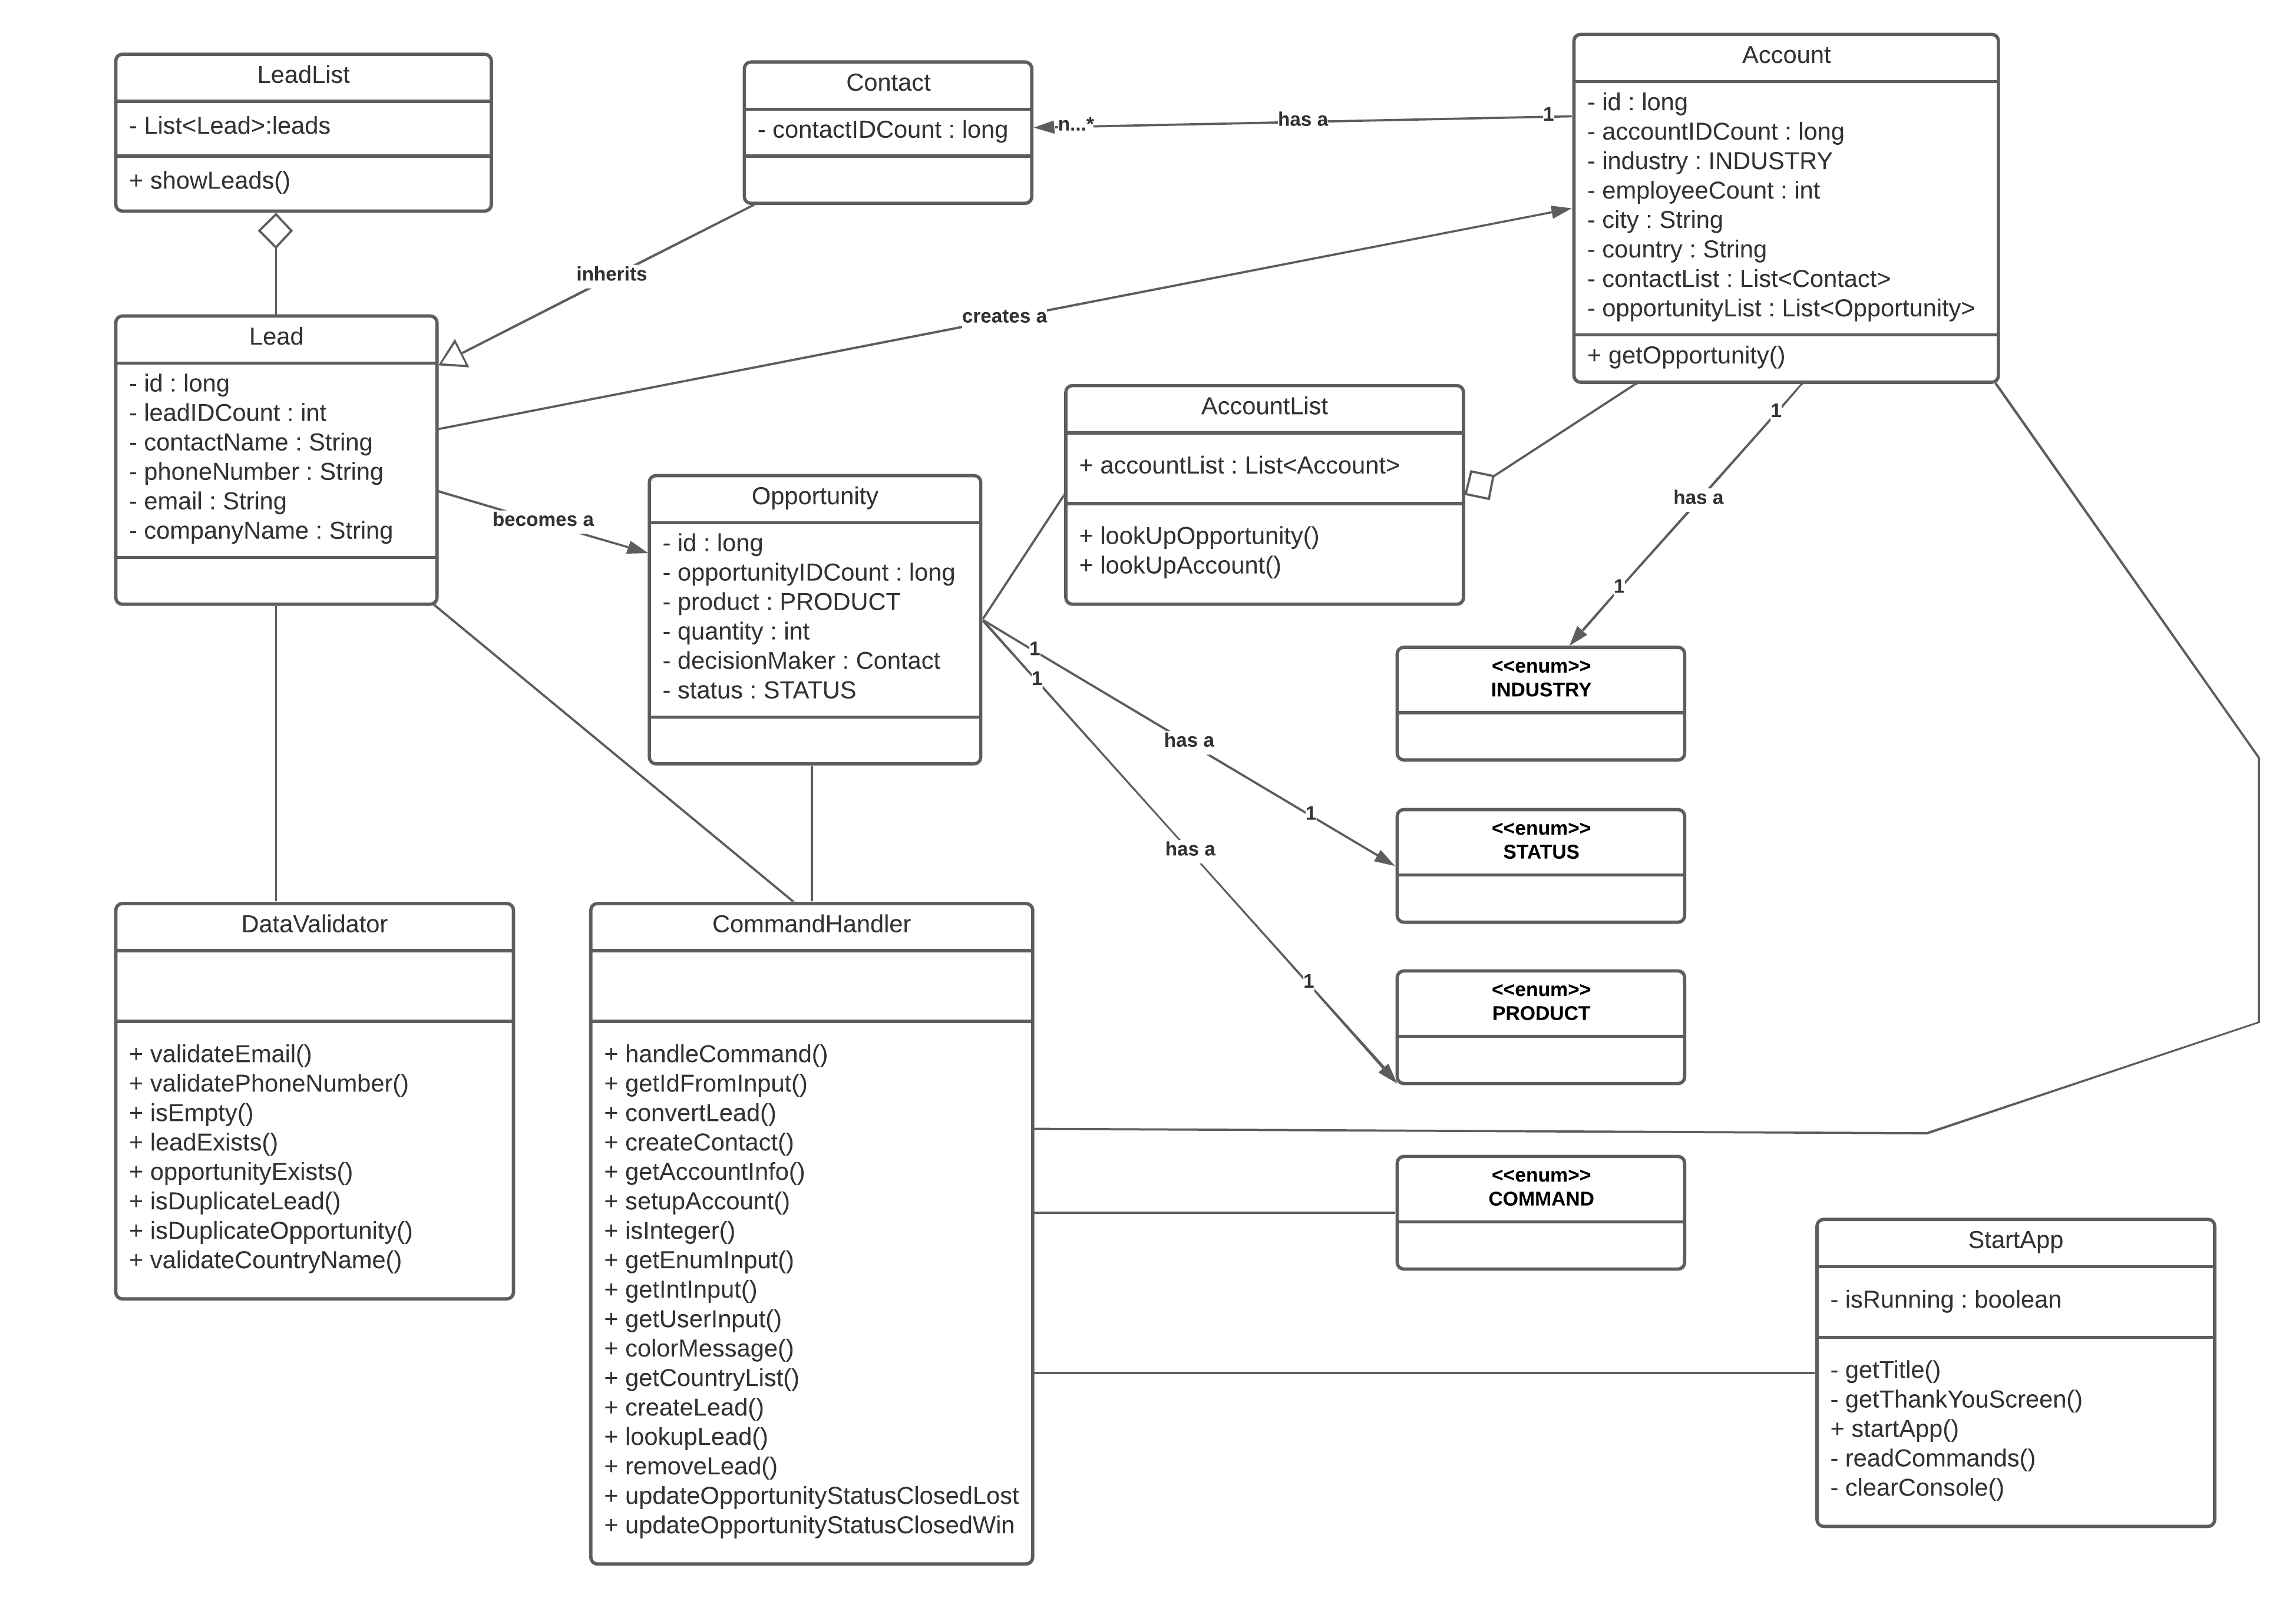 LeadList
- List<Lead>:leads
+ showLeads()
Contact
- contactIDCount : long
n...*
has a
1
Account
- id : long
- accountIDCount : long
- industry : INDUSTRY
- employeeCount : int
- city : String
- country : String
- contactList : List<Contact>
- opportunityList : List<Opportunity>
+ getOpportunity()
inherits
creates a
Lead
- id : long
- leadIDCount : int
- contactName : String
- phoneNumber : String
- email : String
- companyName : String
becomes a
Opportunity
- id : long
- opportunityIDCount : long
- product : PRODUCT
- quantity : int
- decisionMaker : Contact
- status : STATUS
AccountList
+ accountList : List<Account>
+ lookUpOpportunity()
+ lookUpAccount()
1
has a
1
<<enum>>
INDUSTRY
1
has a
1
<<enum>>
STATUS
1
has a
1
<<enum>>
PRODUCT
DataValidator
+ validateEmail()
+ validatePhoneNumber()
+ isEmpty()
+ leadExists()
+ opportunityExists()
+ isDuplicateLead()
+ isDuplicateOpportunity()
+ validateCountryName()
CommandHandler
+ handleCommand()
+ getIdFromInput()
+ convertLead()
+ createContact()
+ getAccountInfo()
+ setupAccount()
+ isInteger()
+ getEnumInput()
+ getIntInput()
+ getUserInput()
+ colorMessage()
+ getCountryList()
+ createLead()
+ lookupLead()
+ removeLead()
+ updateOpportunityStatusClosedLost
+ updateOpportunityStatusClosedWin
<<enum>>
COMMAND
StartApp
- isRunning : boolean
- getTitle()
- getThankYouScreen()
+ startApp()
- readCommands()
- clearConsole()